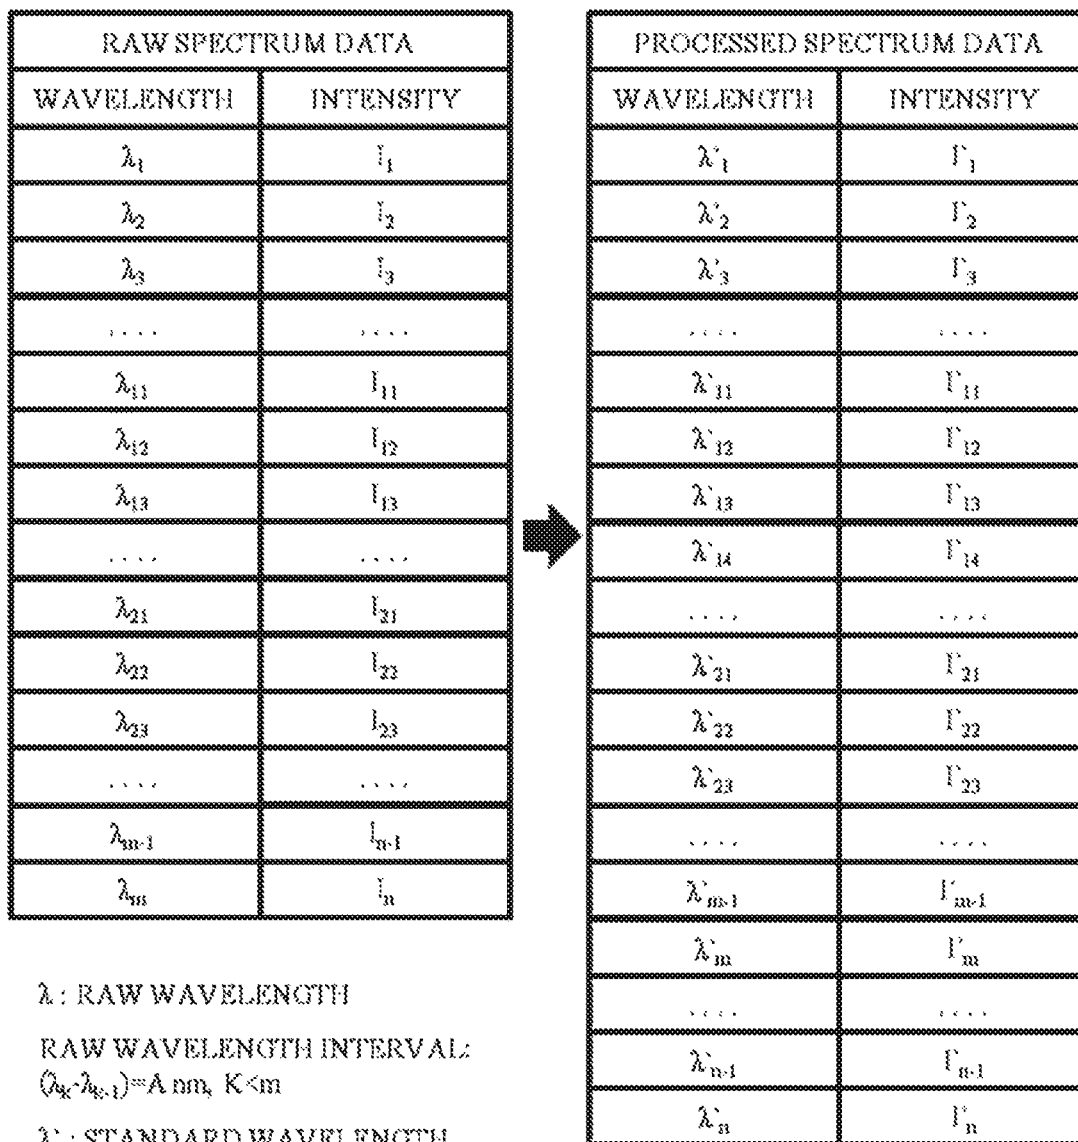 RAW SPECTRUM DATA
WAVELENGTH INTENSITY
λ₁ I₁
λ₂ I₂
λ₃ I₃
.... ....
λ₁₁ I₁₁
λ₁₂ I₁₂
λ₁₃ I₁₃
.... ....
λ₂₁ I₂₁
λ₂₂ I₂₂
λ₂₃ I₂₃
.... ....
λₘ₋₁ Iₙ₋₁
λₘ Iₙ
λ : RAW WAVELENGTH
RAW WAVELENGTH INTERVAL:
(λₖ-λₖ₋₁)=A nm, K<m
λ' : STANDARD WAVELENGTH
PROCESSED SPECTRUM DATA
WAVELENGTH INTENSITY
λ'₁ I'₁
λ'₂ I'₂
λ'₃ I'₃
.... ....
λ'₁₁ I'₁₁
λ'₁₂ I'₁₂
λ'₁₃ I'₁₃
λ'₁₄ I'₁₄
.... ....
λ'₂₁ I'₂₁
λ'₂₂ I'₂₂
λ'₂₃ I'₂₃
.... ....
λ'ₘ₋₁ I'ₘ₋₁
λ'ₘ I'ₘ
.... ....
λ'ₙ₋₁ I'ₙ₋₁
λ'ₙ I'ₙ